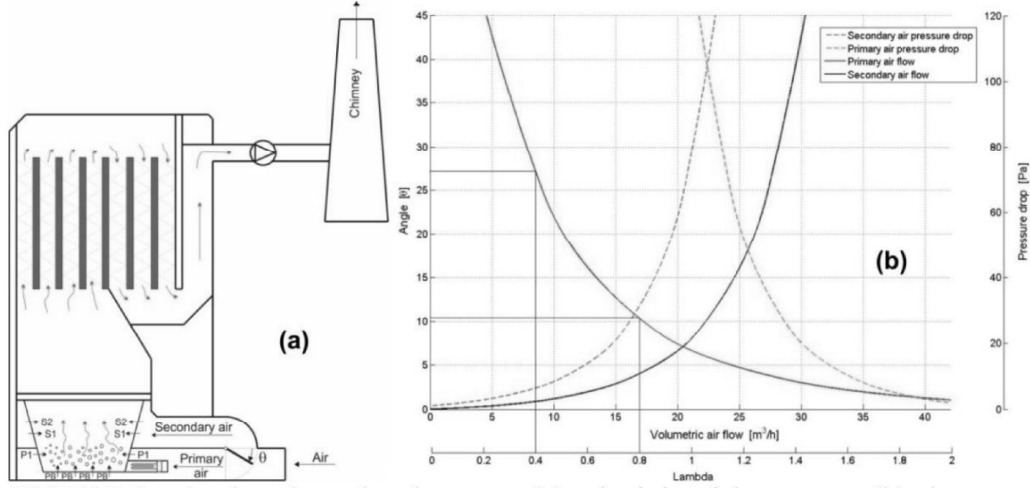 Chimney
(a)
S2
S2
S1
S1
Secondary air
P1
P1
Primary
air
θ
Air
PB PB PB PB
45
40
35
30
25
20
15
10
5
0
Angle [θ]
Secondary air pressure drop
Primary air pressure drop
Primary air flow
Secondary air flow
(b)
120
100
80
60
40
20
0
Pressure drop [Pa]
0 5 10 15 20 25 30 35 40
Volumetric air flow [m³/h]
0 0.2 0.4 0.6 0.8 1 1.2 1.4 1.6 1.8 2
Lambda